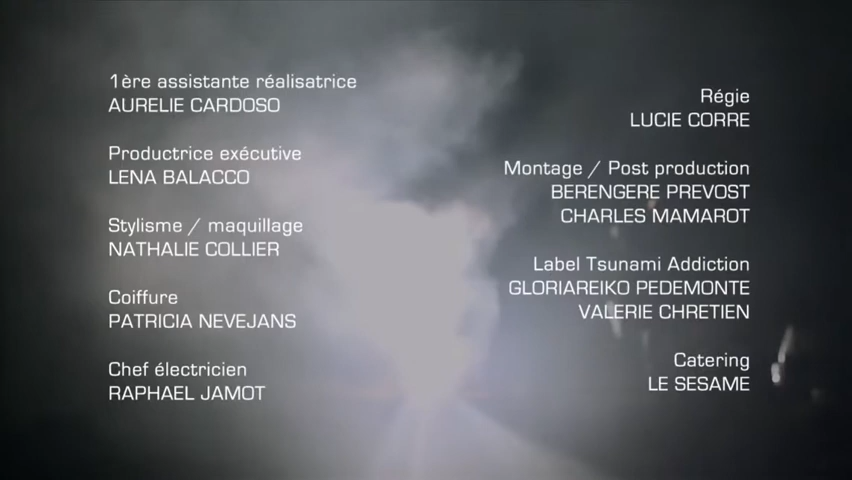 1ère assistante réalisatrice
AURELIE CARDOSO
Productrice exécutive
LENA BALACCO
Stylisme / maquillage
NATHALIE COLLIER
Coiffure
PATRICIA NEVEJANS
Chef électricien
RAPHAEL JAMOT
Régie
LUCIE CORRE
Montage / Post production
BERENGERE PREVOST
CHARLES MAMAROT
Label Tsunami Addiction
GLORIAREIKO PEDEMONTE
VALERIE CHRETIEN
Catering
LE SESAME